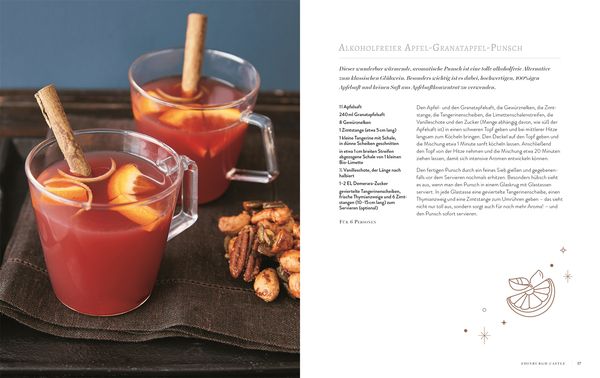 Alkoholfreier Apfel-Granatapfel-Punsch
Dieser wunderbar wärmende, aromatische Punsch ist eine tolle alkoholfreie Alternative
zum klassischen Glühwein. Besonders wichtig ist es dabei, hochwertigen, 100%igen
Apfelsaft und keinen Saft aus Apfelsaftkonzentrat zu verwenden.
1 l Apfelsaft
240 ml Granatapfelsaft
8 Gewürznelken
1 Zimtstange (etwa 5 cm lang)
1 kleine Tangerine mit Schale,
in dünne Scheiben geschnitten
in etwa 1 cm breiten Streifen
abgezogene Schale von 1 kleinen
Bio-Limette
½ Vanilleschote, der Länge nach
halbiert
1–2 EL Demerara-Zucker
geviertelte Tangerinenscheiben,
frische Thymianzweige und 6 Zimt-
stangen (10–15 cm lang) zum
Servieren (optional)
Für 6 Personen
Den Apfel- und den Granatapfelsaft, die Gewürznelken, die Zimt-
stange, die Tangerinenscheiben, die Limettenschalenstreifen, die
Vanilleschote und den Zucker (Menge abhängig davon, wie süß der
Apfelsaft ist) in einen schweren Topf geben und bei mittlerer Hitze
langsam zum Köcheln bringen. Den Deckel auf den Topf geben und
die Mischung etwa 1 Minute sanft köcheln lassen. Anschließend
den Topf von der Hitze nehmen und die Mischung etwa 20 Minuten
ziehen lassen, damit sich intensive Aromen entwickeln können.
Den fertigen Punsch durch ein feines Sieb gießen und gegebenen-
falls vor dem Servieren nochmals erhitzen. Besonders hübsch sieht
es aus, wenn man den Punsch in einem Glaskrug mit Glastassen
serviert. In jede Glastasse eine geviertelte Tangerinenscheibe, einen
Thymianzweig und eine Zimtstange zum Umrühren geben – das sieht
nicht nur toll aus, sondern sorgt auch für noch mehr Aroma! – und
den Punsch sofort servieren.
EDINBURGH CASTLE 17